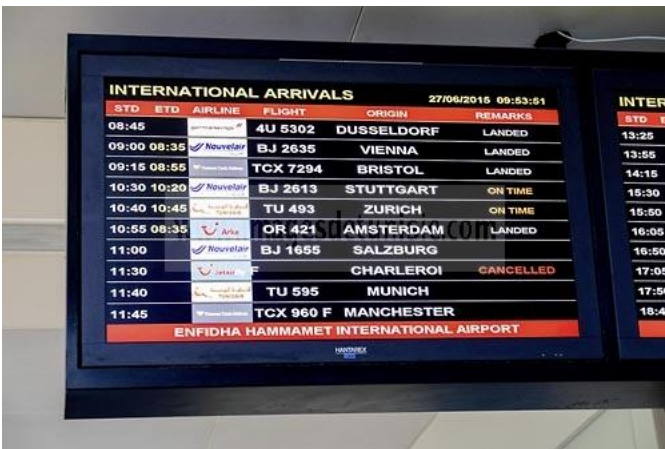 INTERNATIONAL ARRIVALS 27/06/2015 09:53:51
STD ETD AIRLINE FLIGHT ORIGIN REMARKS
08:45 germanwings 4U 5302 DUSSELDORF LANDED
09:00 08:35 Nouvelair BJ 2635 VIENNA LANDED
09:15 08:55 TCX 7294 BRISTOL LANDED
10:30 10:20 Nouvelair BJ 2613 STUTTGART ON TIME
10:40 10:45 TU 493 ZURICH ON TIME
10:55 08:35 Arke OR 421 AMSTERDAM LANDED
11:00 Nouvelair BJ 1655 SALZBURG
11:30 Jetairfly F CHARLEROI CANCELLED
11:40 TU 595 MUNICH
11:45 TCX 960 F MANCHESTER
ENFIDHA HAMMAMET INTERNATIONAL AIRPORT
HANTAREX
INTER
STD E
13:25
13:55
14:15
15:30
15:50
16:05
16:50
17:05
17:5
18:4